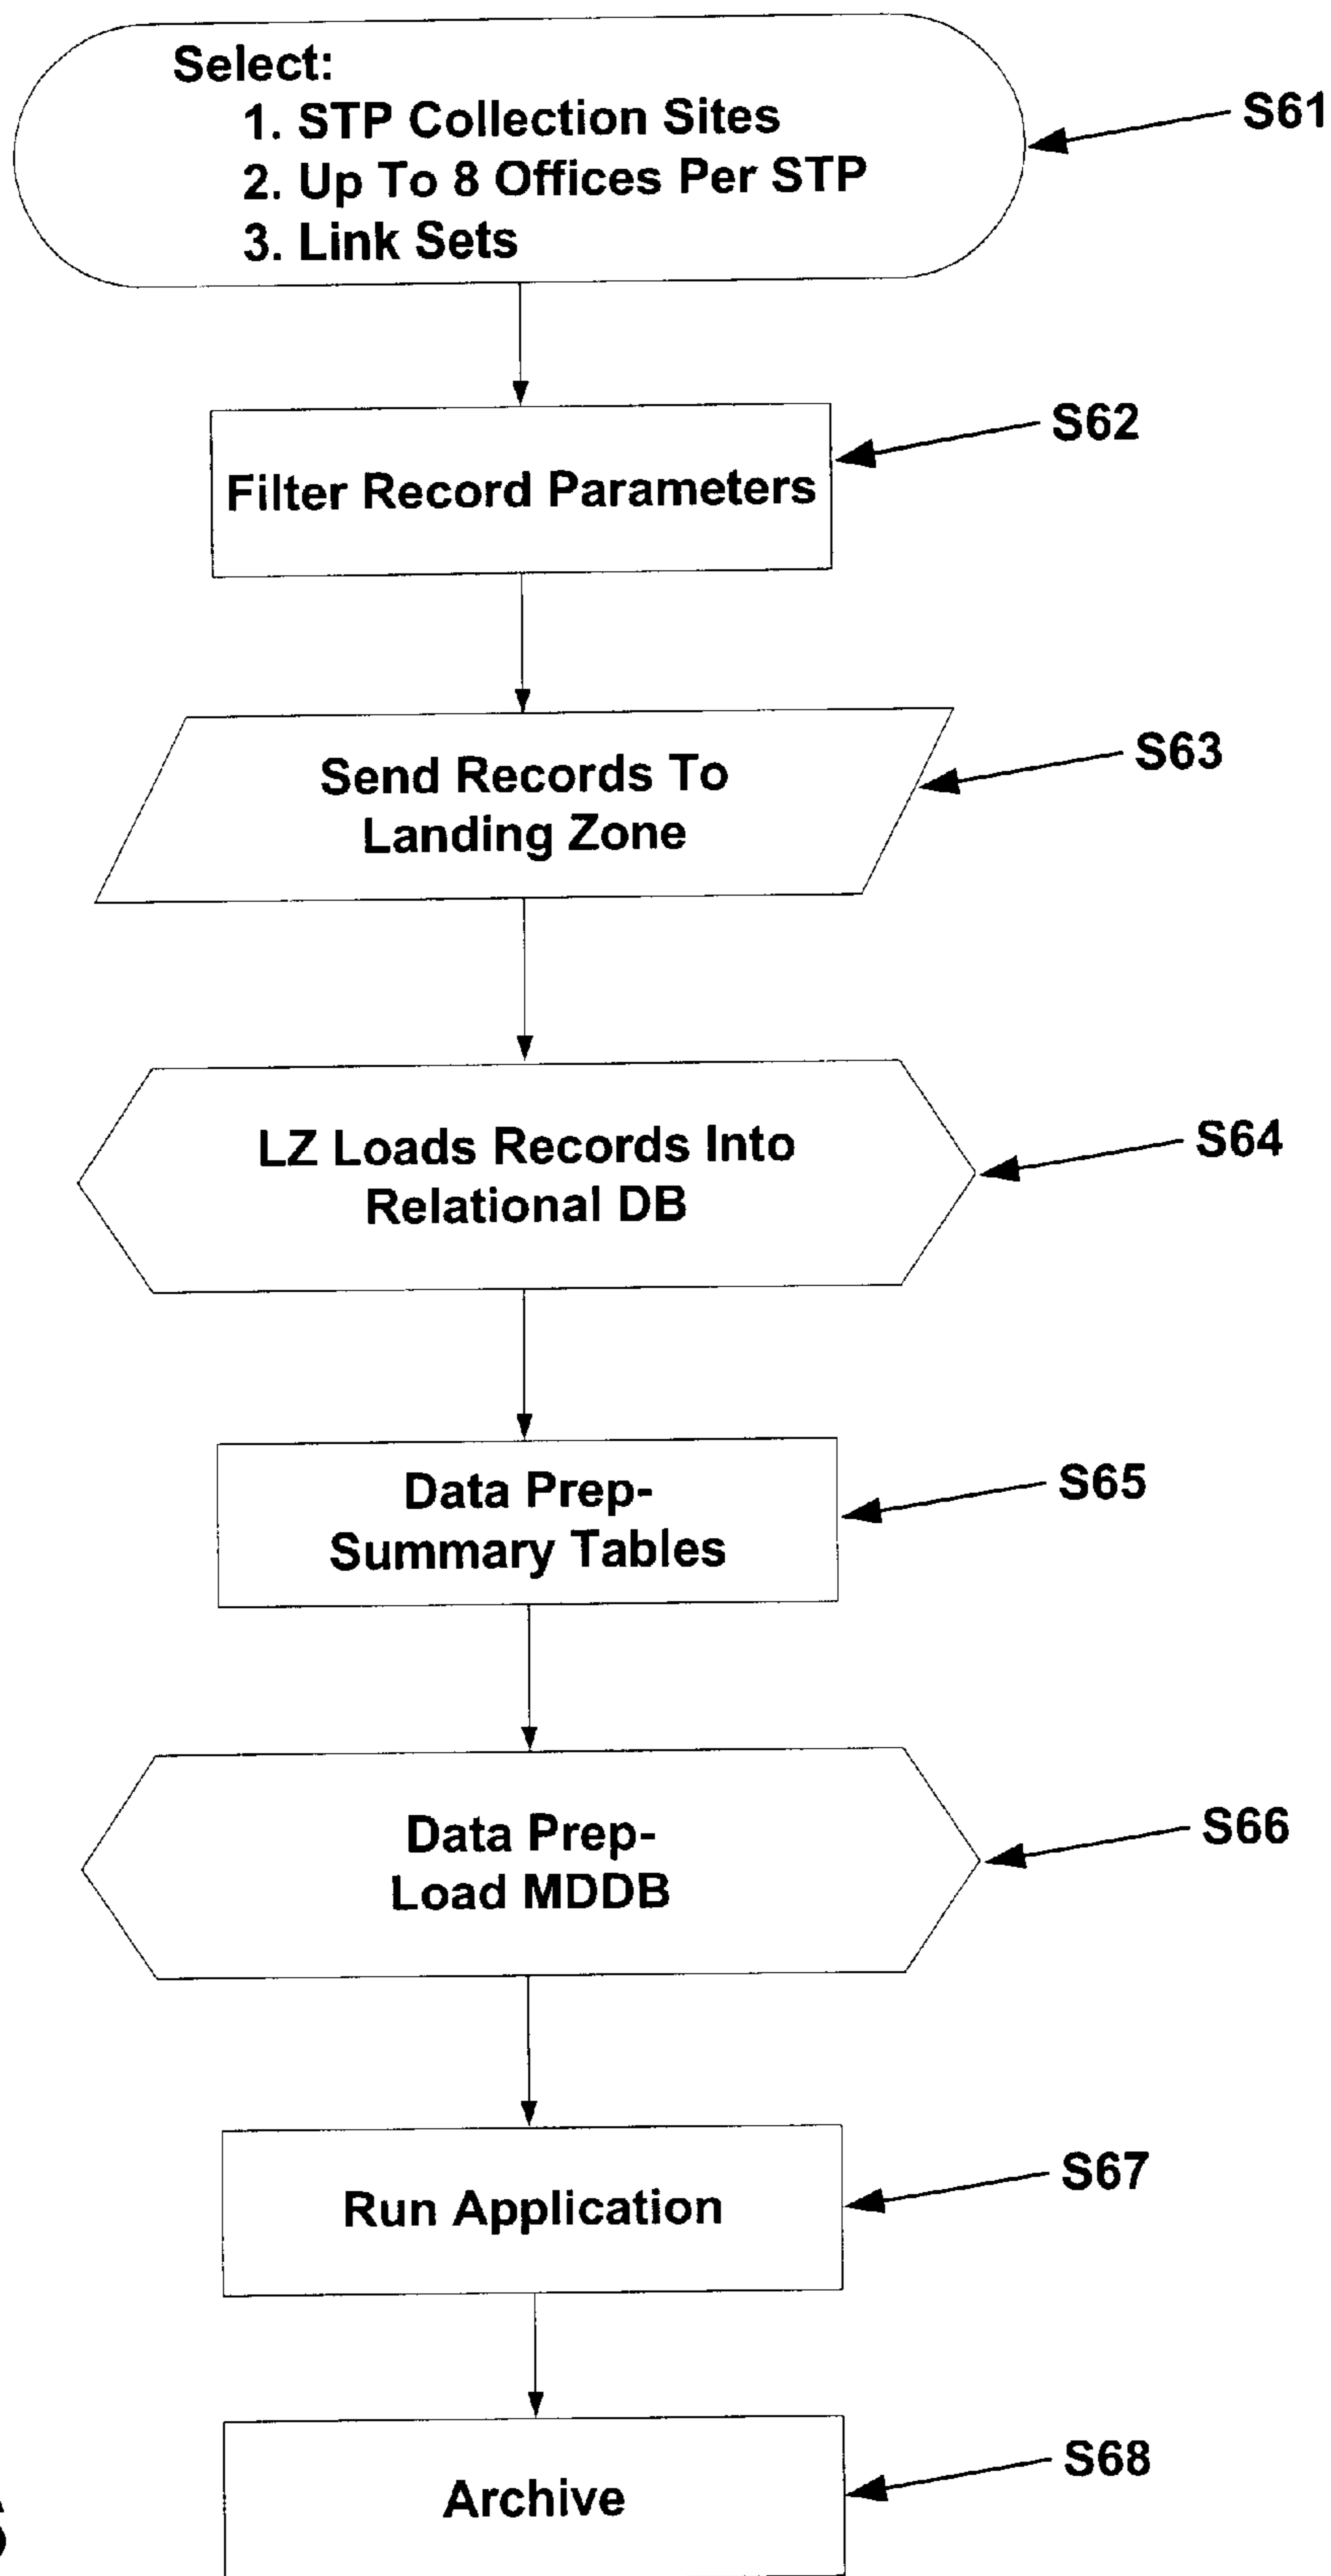 Select:
1. STP Collection Sites
2. Up To 8 Offices Per STP
3. Link Sets
S61
Filter Record Parameters
S62
Send Records To
Landing Zone
S63
LZ Loads Records Into
Relational DB
S64
Data Prep-
Summary Tables
S65
Data Prep-
Load MDDB
S66
Run Application
S67
Archive
S68